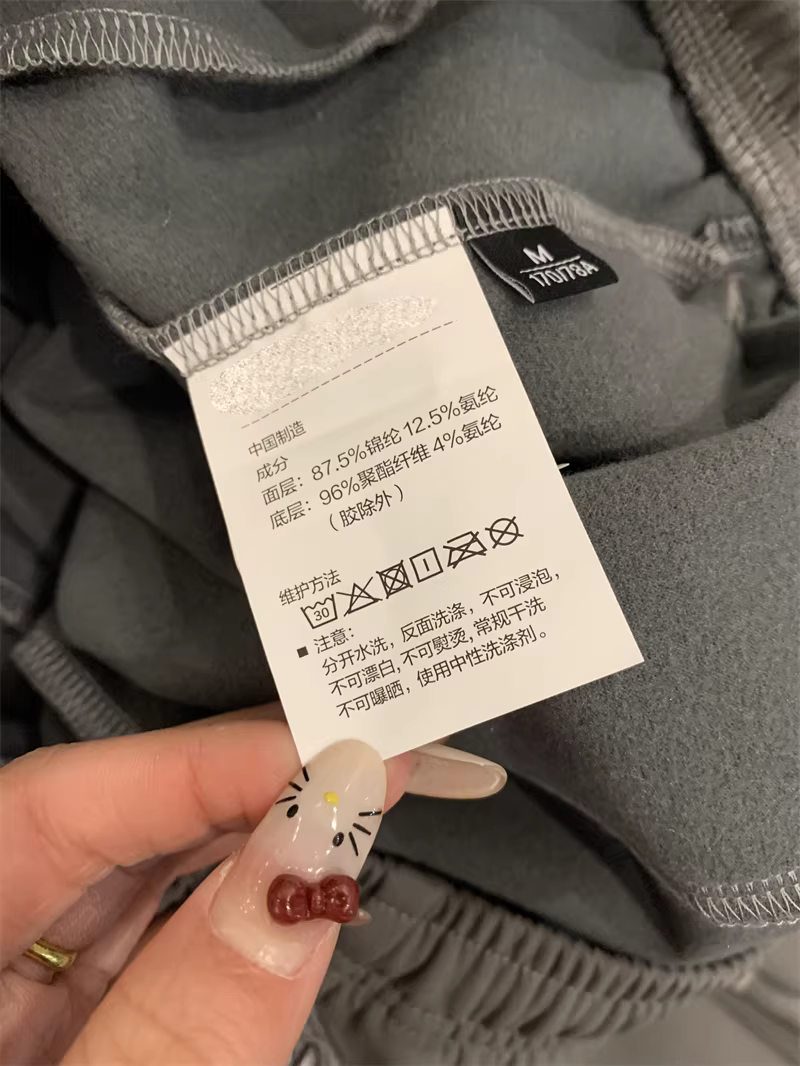 M
170/78A
中国制造
成分
面层：87.5%锦纶 12.5%氨纶
底层：96%聚酯纤维 4%氨纶
（胶除外）
维护方法
30
■ 注意：
分开水洗，反面洗涤，不可浸泡，
不可漂白,不可熨烫,常规干洗
不可曝晒，使用中性洗涤剂。